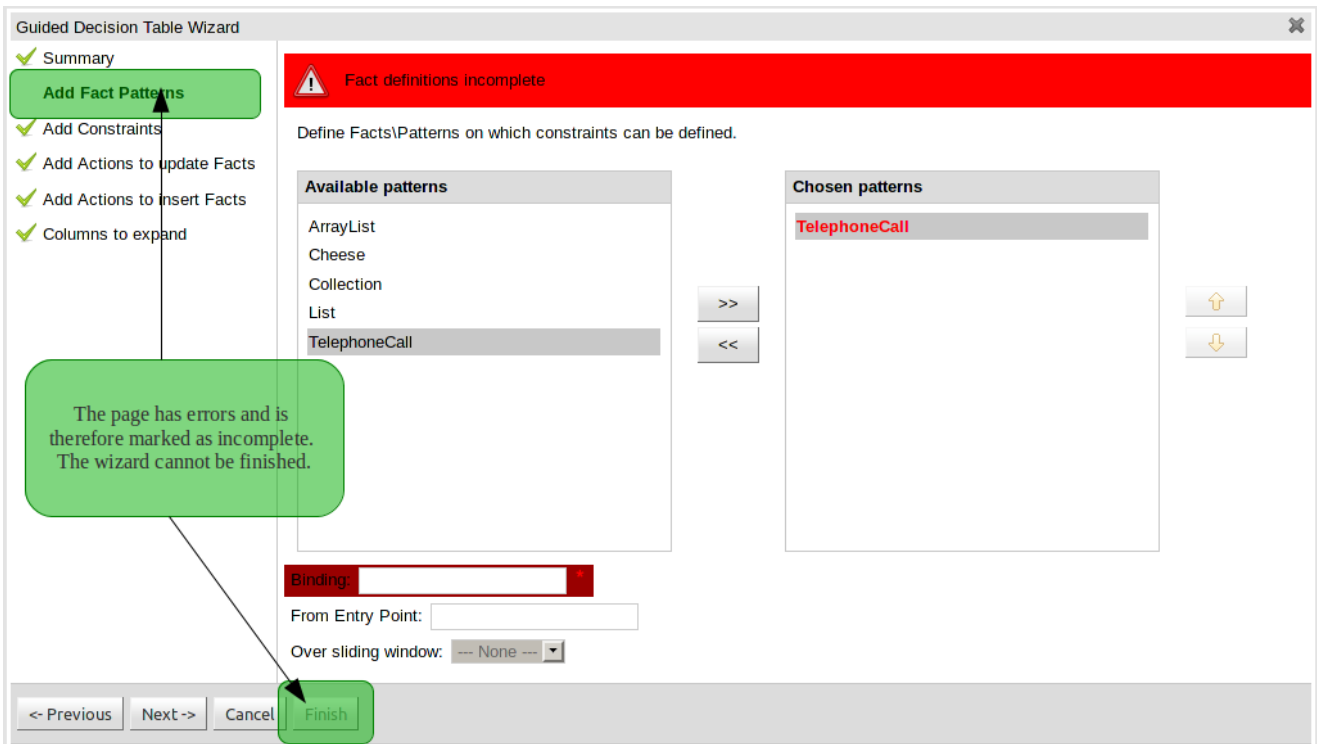 Guided Decision Table Wizard
Summary
Add Fact Patterns
Add Constraints
Add Actions to update Facts
Add Actions to insert Facts
Columns to expand
Fact definitions incomplete
Define Facts\Patterns on which constraints can be defined.
Available patterns
ArrayList
Cheese
Collection
List
TelephoneCall
>>
<<
Chosen patterns
TelephoneCall
The page has errors and is
therefore marked as incomplete.
The wizard cannot be finished.
Binding: *
From Entry Point:
Over sliding window: --- None ---
<- Previous Next -> Cancel Finish